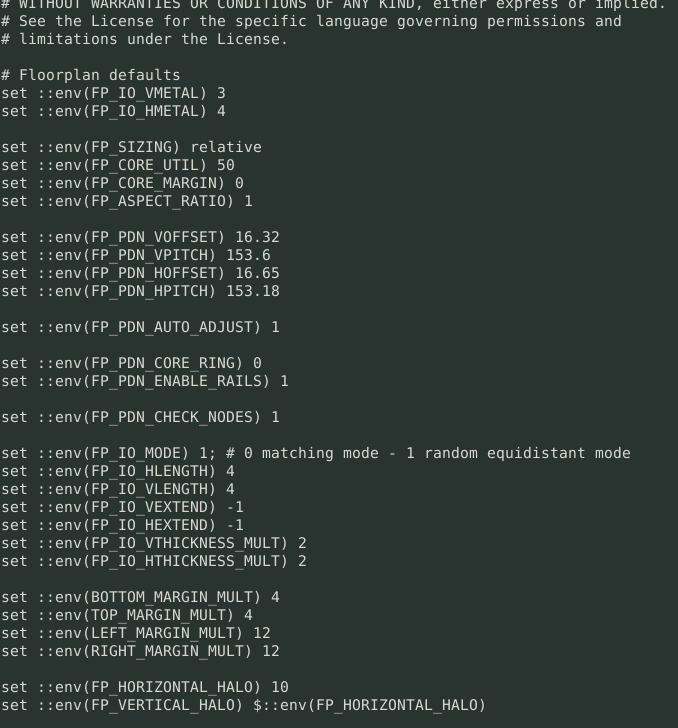 # WITHOUT WARRANTIES OR CONDITIONS OF ANY KIND, either express or implied.
# See the License for the specific language governing permissions and
# limitations under the License.
# Floorplan defaults
set ::env(FP_IO_VMETAL) 3
set ::env(FP_IO_HMETAL) 4
set ::env(FP_SIZING) relative
set ::env(FP_CORE_UTIL) 50
set ::env(FP_CORE_MARGIN) 0
set ::env(FP_ASPECT_RATIO) 1
set ::env(FP_PDN_VOFFSET) 16.32
set ::env(FP_PDN_VPITCH) 153.6
set ::env(FP_PDN_HOFFSET) 16.65
set ::env(FP_PDN_HPITCH) 153.18
set ::env(FP_PDN_AUTO_ADJUST) 1
set ::env(FP_PDN_CORE_RING) 0
set ::env(FP_PDN_ENABLE_RAILS) 1
set ::env(FP_PDN_CHECK_NODES) 1
set ::env(FP_IO_MODE) 1; # 0 matching mode - 1 random equidistant mode
set ::env(FP_IO_HLENGTH) 4
set ::env(FP_IO_VLENGTH) 4
set ::env(FP_IO_VEXTEND) -1
set ::env(FP_IO_HEXTEND) -1
set ::env(FP_IO_VTHICKNESS_MULT) 2
set ::env(FP_IO_HTHICKNESS_MULT) 2
set ::env(BOTTOM_MARGIN_MULT) 4
set ::env(TOP_MARGIN_MULT) 4
set ::env(LEFT_MARGIN_MULT) 12
set ::env(RIGHT_MARGIN_MULT) 12
set ::env(FP_HORIZONTAL_HALO) 10
set ::env(FP_VERTICAL_HALO) $::env(FP_HORIZONTAL_HALO)